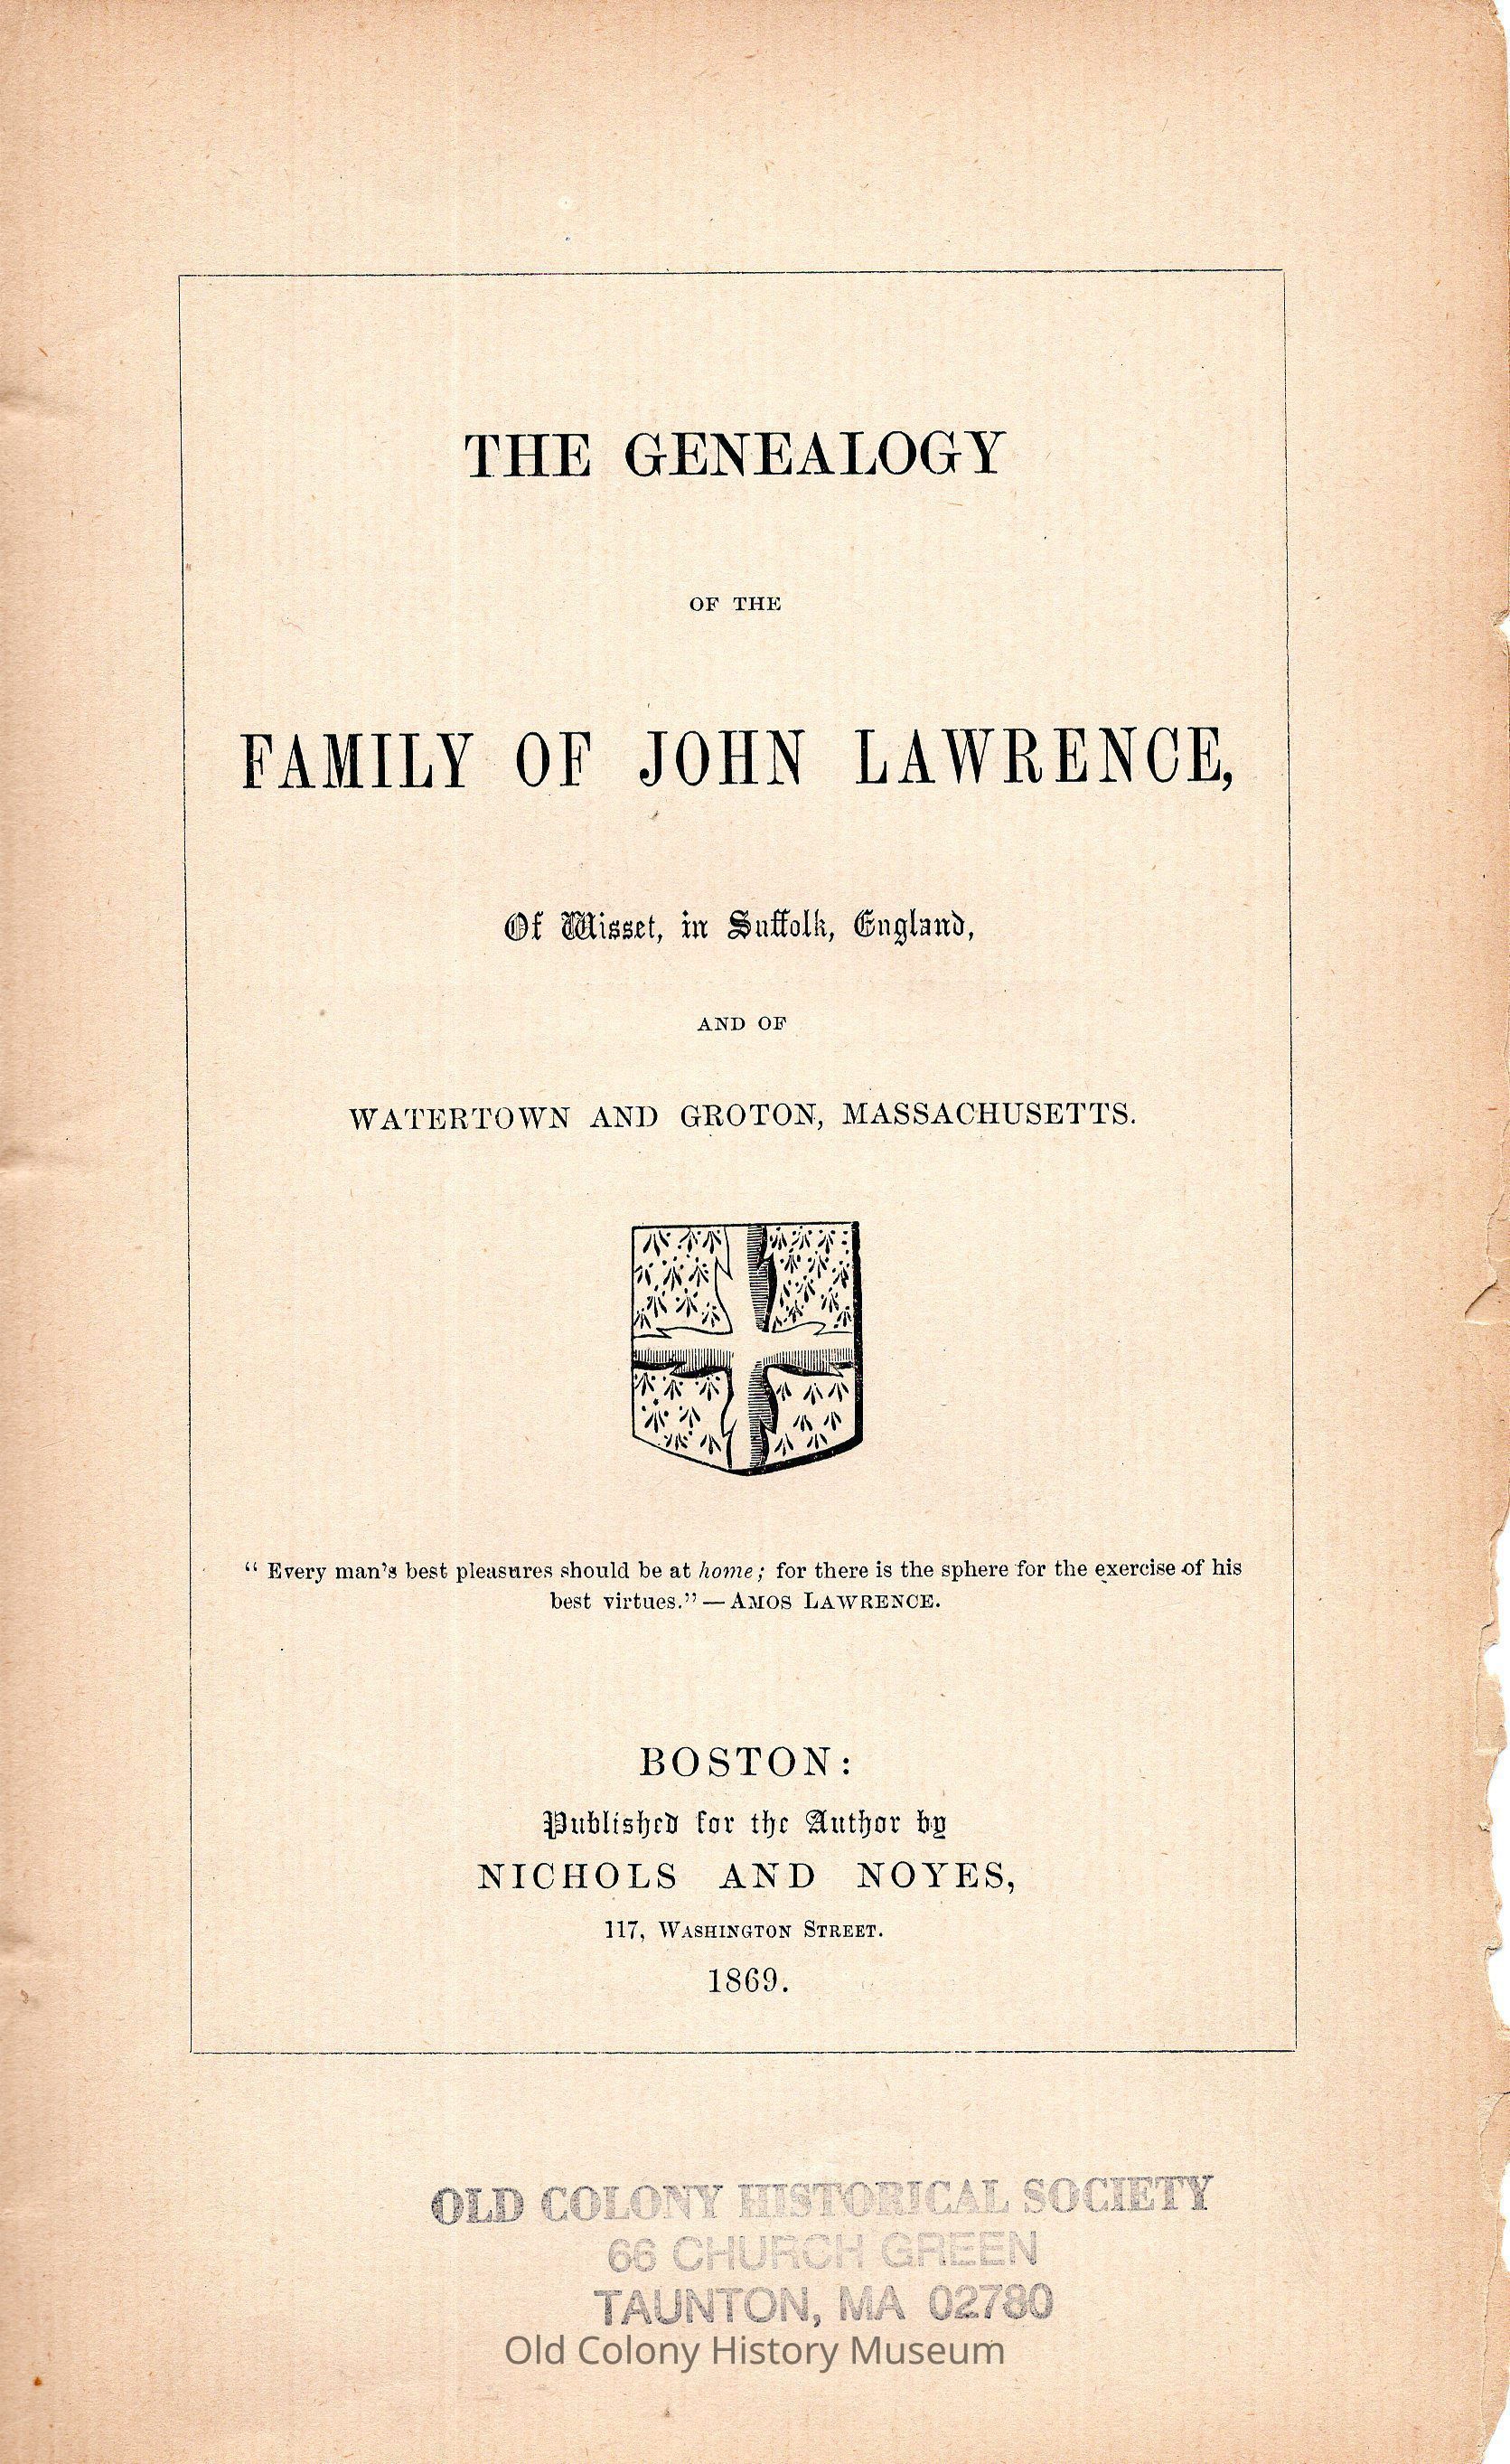 THE GENEALOGY
OF THE
FAMILY OF JOHN LAWRENCE,
Of Wisset, in Suffolk, England,
AND OF
WATERTOWN AND GROTON, MASSACHUSETTS.
“Every man’s best pleasures should be at home; for there is the sphere for the exercise of his
best virtues.” — AMOS LAWRENCE.
BOSTON:
Published for the Author by
NICHOLS AND NOYES,
117, WASHINGTON STREET.
1869.
OLD COLONY HISTORICAL SOCIETY
66 CHURCH GREEN
TAUNTON, MA 02780
Old Colony History Museum